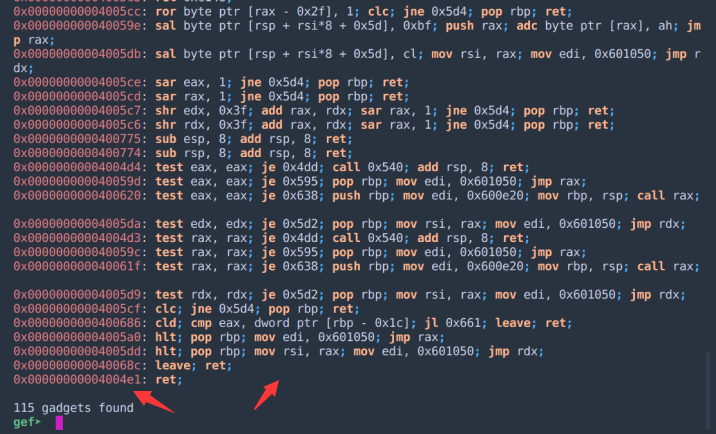 0x00000000004005cc: ror byte ptr [rax - 0x2f], 1; clc; jne 0x5d4; pop rbp; ret;
0x000000000040059e: sal byte ptr [rsp + rsi*8 + 0x5d], 0xbf; push rax; adc byte ptr [rax], ah; jm
p rax;
0x00000000004005db: sal byte ptr [rsp + rsi*8 + 0x5d], cl; mov rsi, rax; mov edi, 0x601050; jmp r
dx;
0x00000000004005ce: sar eax, 1; jne 0x5d4; pop rbp; ret;
0x00000000004005cd: sar rax, 1; jne 0x5d4; pop rbp; ret;
0x00000000004005c7: shr edx, 0x3f; add rax, rdx; sar rax, 1; jne 0x5d4; pop rbp; ret;
0x00000000004005c6: shr rdx, 0x3f; add rax, rdx; sar rax, 1; jne 0x5d4; pop rbp; ret;
0x0000000000400775: sub esp, 8; add rsp, 8; ret;
0x0000000000400774: sub rsp, 8; add rsp, 8; ret;
0x00000000004004d4: test eax, eax; je 0x4dd; call 0x540; add rsp, 8; ret;
0x000000000040059d: test eax, eax; je 0x595; pop rbp; mov edi, 0x601050; jmp rax;
0x0000000000400620: test eax, eax; je 0x638; push rbp; mov edi, 0x600e20; mov rbp, rsp; call rax;
0x00000000004005da: test edx, edx; je 0x5d2; pop rbp; mov rsi, rax; mov edi, 0x601050; jmp rdx;
0x00000000004004d3: test rax, rax; je 0x4dd; call 0x540; add rsp, 8; ret;
0x000000000040059c: test rax, rax; je 0x595; pop rbp; mov edi, 0x601050; jmp rax;
0x000000000040061f: test rax, rax; je 0x638; push rbp; mov edi, 0x600e20; mov rbp, rsp; call rax;
0x00000000004005d9: test rdx, rdx; je 0x5d2; pop rbp; mov rsi, rax; mov edi, 0x601050; jmp rdx;
0x00000000004005cf: clc; jne 0x5d4; pop rbp; ret;
0x0000000000400686: cld; cmp eax, dword ptr [rbp - 0x1c]; jl 0x661; leave; ret;
0x00000000004005a0: hlt; pop rbp; mov edi, 0x601050; jmp rax;
0x00000000004005dd: hlt; pop rbp; mov rsi, rax; mov edi, 0x601050; jmp rdx;
0x000000000040068c: leave; ret;
0x00000000004004e1: ret;
115 gadgets found
gef➤